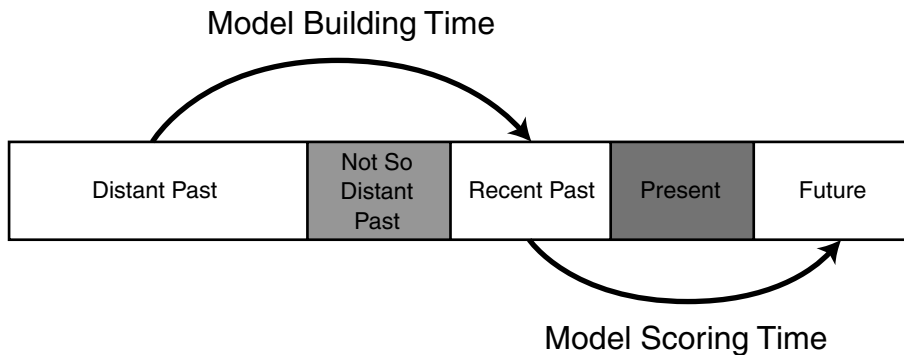 Model Building Time
Distant Past
Not So
Distant
Past
Recent Past
Present
Future
Model Scoring Time